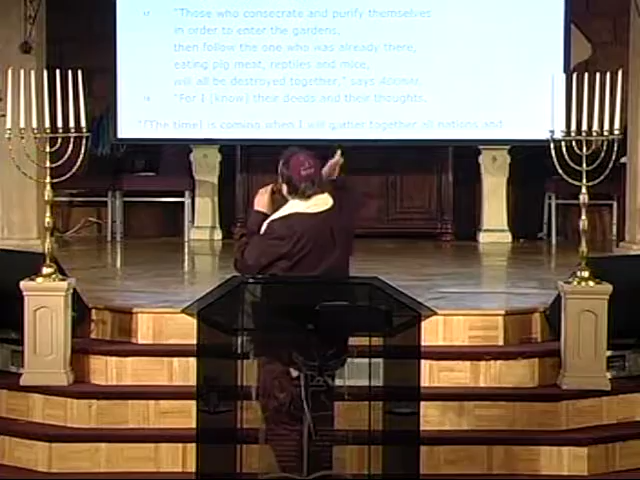 17 "Those who consecrate and purify themselves
in order to enter the gardens,
then follow the one who was already there,
eating pig meat, reptiles and mice,
will all be destroyed together," says ADONAI.
18 "For I [know] their deeds and their thoughts.
"[The time] is coming when I will gather together all nations and